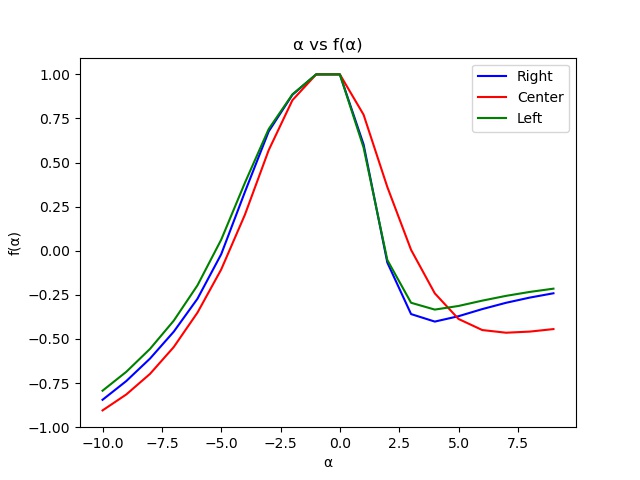 α vs f(α)
1.00
0.75
0.50
0.25
0.00
−0.25
−0.50
−0.75
−1.00
f(α)
Right
Center
Left
−10.0 −7.5 −5.0 −2.5 0.0 2.5 5.0 7.5
α